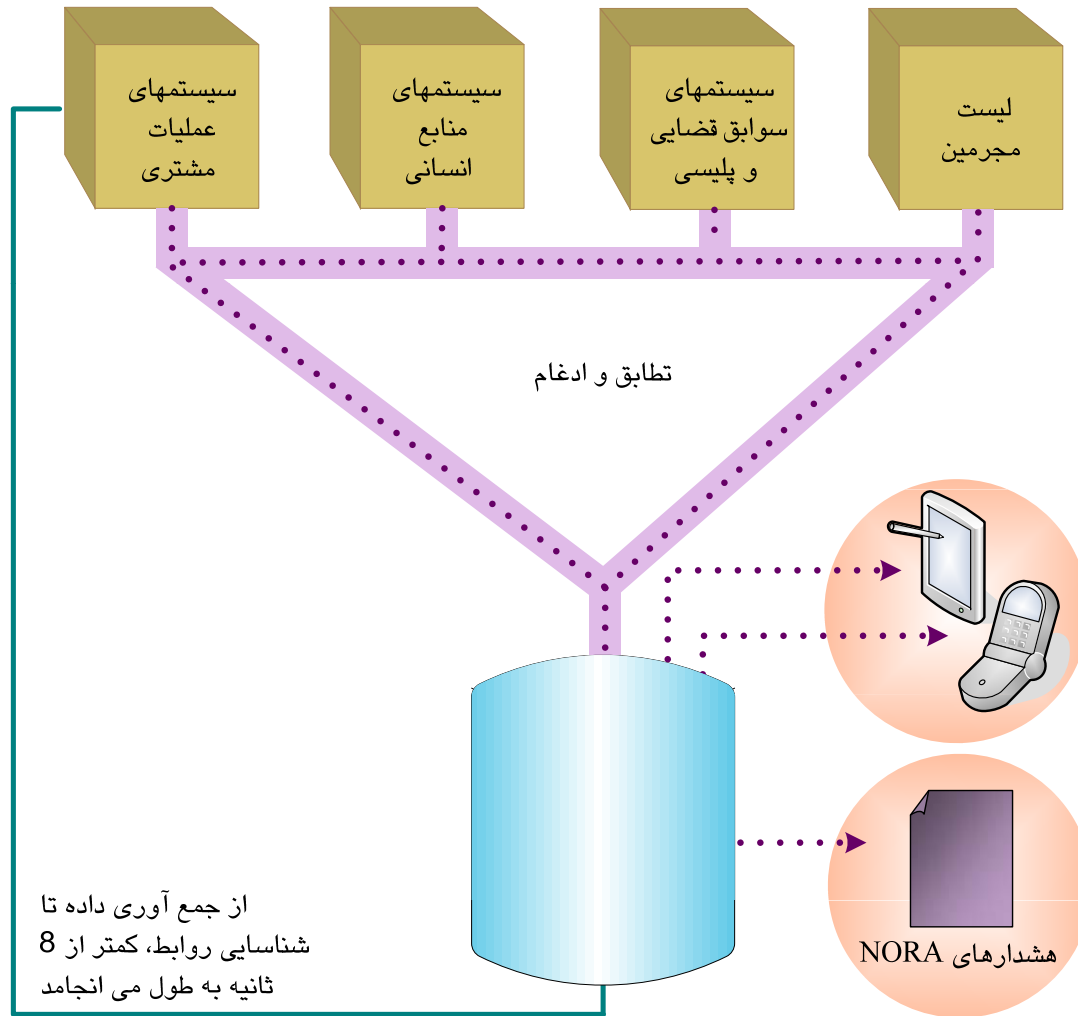 لیست
مجرمین
سیستمهای
سوابق قضایی
و پلیسی
سیستمهای
منابع
انسانی
سیستمهای
عملیات
مشتری
تطابق و ادغام
هشدارهای NORA
از جمع آوری داده تا
شناسایی روابط، کمتر از 8
ثانیه به طول می انجامد